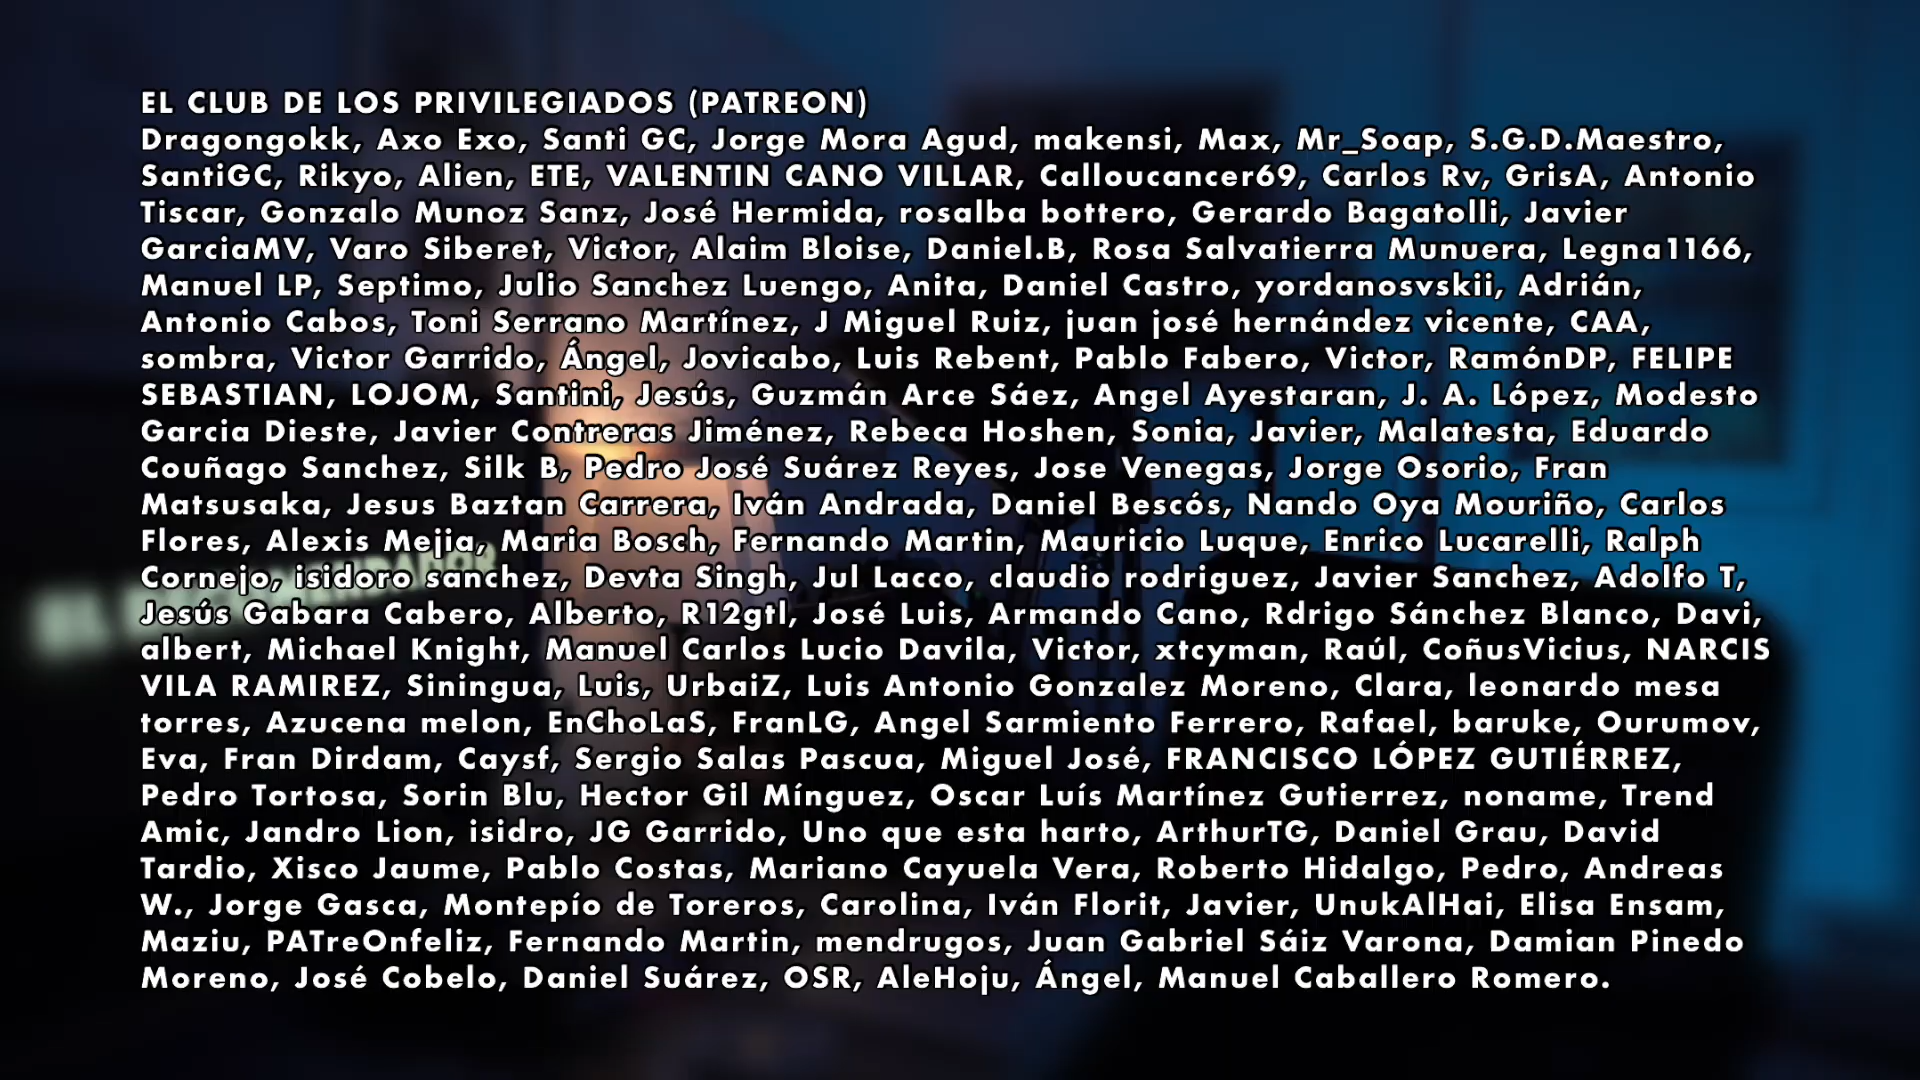 EL CLUB DE LOS PRIVILEGIADOS (PATREON)
Dragongokk, Axo Exo, Santi GC, Jorge Mora Agud, makensi, Max, Mr_Soap, S.G.D.Maestro,
SantiGC, Rikyo, Alien, ETE, VALENTIN CANO VILLAR, Calloucancer69, Carlos Rv, GrisA, Antonio
Tiscar, Gonzalo Munoz Sanz, José Hermida, rosalba bottero, Gerardo Bagatolli, Javier
GarciaMV, Varo Siberet, Victor, Alaim Bloise, Daniel.B, Rosa Salvatierra Munuera, Legna1166,
Manuel LP, Septimo, Julio Sanchez Luengo, Anita, Daniel Castro, yordanosvskii, Adrián,
Antonio Cabos, Toni Serrano Martínez, J Miguel Ruiz, juan josé hernández vicente, CAA,
sombra, Victor Garrido, Ángel, Jovicabo, Luis Rebent, Pablo Fabero, Victor, RamónDP, FELIPE
SEBASTIAN, LOJOM, Santini, Jesús, Guzmán Arce Sáez, Angel Ayestaran, J. A. López, Modesto
Garcia Dieste, Javier Contreras Jiménez, Rebeca Hoshen, Sonia, Javier, Malatesta, Eduardo
Couñago Sanchez, Silk B, Pedro José Suárez Reyes, Jose Venegas, Jorge Osorio, Fran
Matsusaka, Jesus Baztan Carrera, Iván Andrada, Daniel Bescós, Nando Oya Mouriño, Carlos
Flores, Alexis Mejia, Maria Bosch, Fernando Martin, Mauricio Luque, Enrico Lucarelli, Ralph
Cornejo, isidoro sanchez, Devta Singh, Jul Lacco, claudio rodriguez, Javier Sanchez, Adolfo T,
Jesús Gabara Cabero, Alberto, R12gtl, José Luis, Armando Cano, Rdrigo Sánchez Blanco, Davi,
albert, Michael Knight, Manuel Carlos Lucio Davila, Victor, xtcyman, Raúl, CoñusVicius, NARCIS
VILA RAMIREZ, Siningua, Luis, UrbaiZ, Luis Antonio Gonzalez Moreno, Clara, leonardo mesa
torres, Azucena melon, EnChoLaS, FranLG, Angel Sarmiento Ferrero, Rafael, baruke, Ourumov,
Eva, Fran Dirdam, Caysf, Sergio Salas Pascua, Miguel José, FRANCISCO LÓPEZ GUTIÉRREZ,
Pedro Tortosa, Sorin Blu, Hector Gil Mínguez, Oscar Luís Martínez Gutierrez, noname, Trend
Amic, Jandro Lion, isidro, JG Garrido, Uno que esta harto, ArthurTG, Daniel Grau, David
Tardio, Xisco Jaume, Pablo Costas, Mariano Cayuela Vera, Roberto Hidalgo, Pedro, Andreas
W., Jorge Gasca, Montepío de Toreros, Carolina, Iván Florit, Javier, UnukAlHai, Elisa Ensam,
Maziu, PATreOnfeliz, Fernando Martin, mendrugos, Juan Gabriel Sáiz Varona, Damian Pinedo
Moreno, José Cobelo, Daniel Suárez, OSR, AleHoju, Ángel, Manuel Caballero Romero.
EL